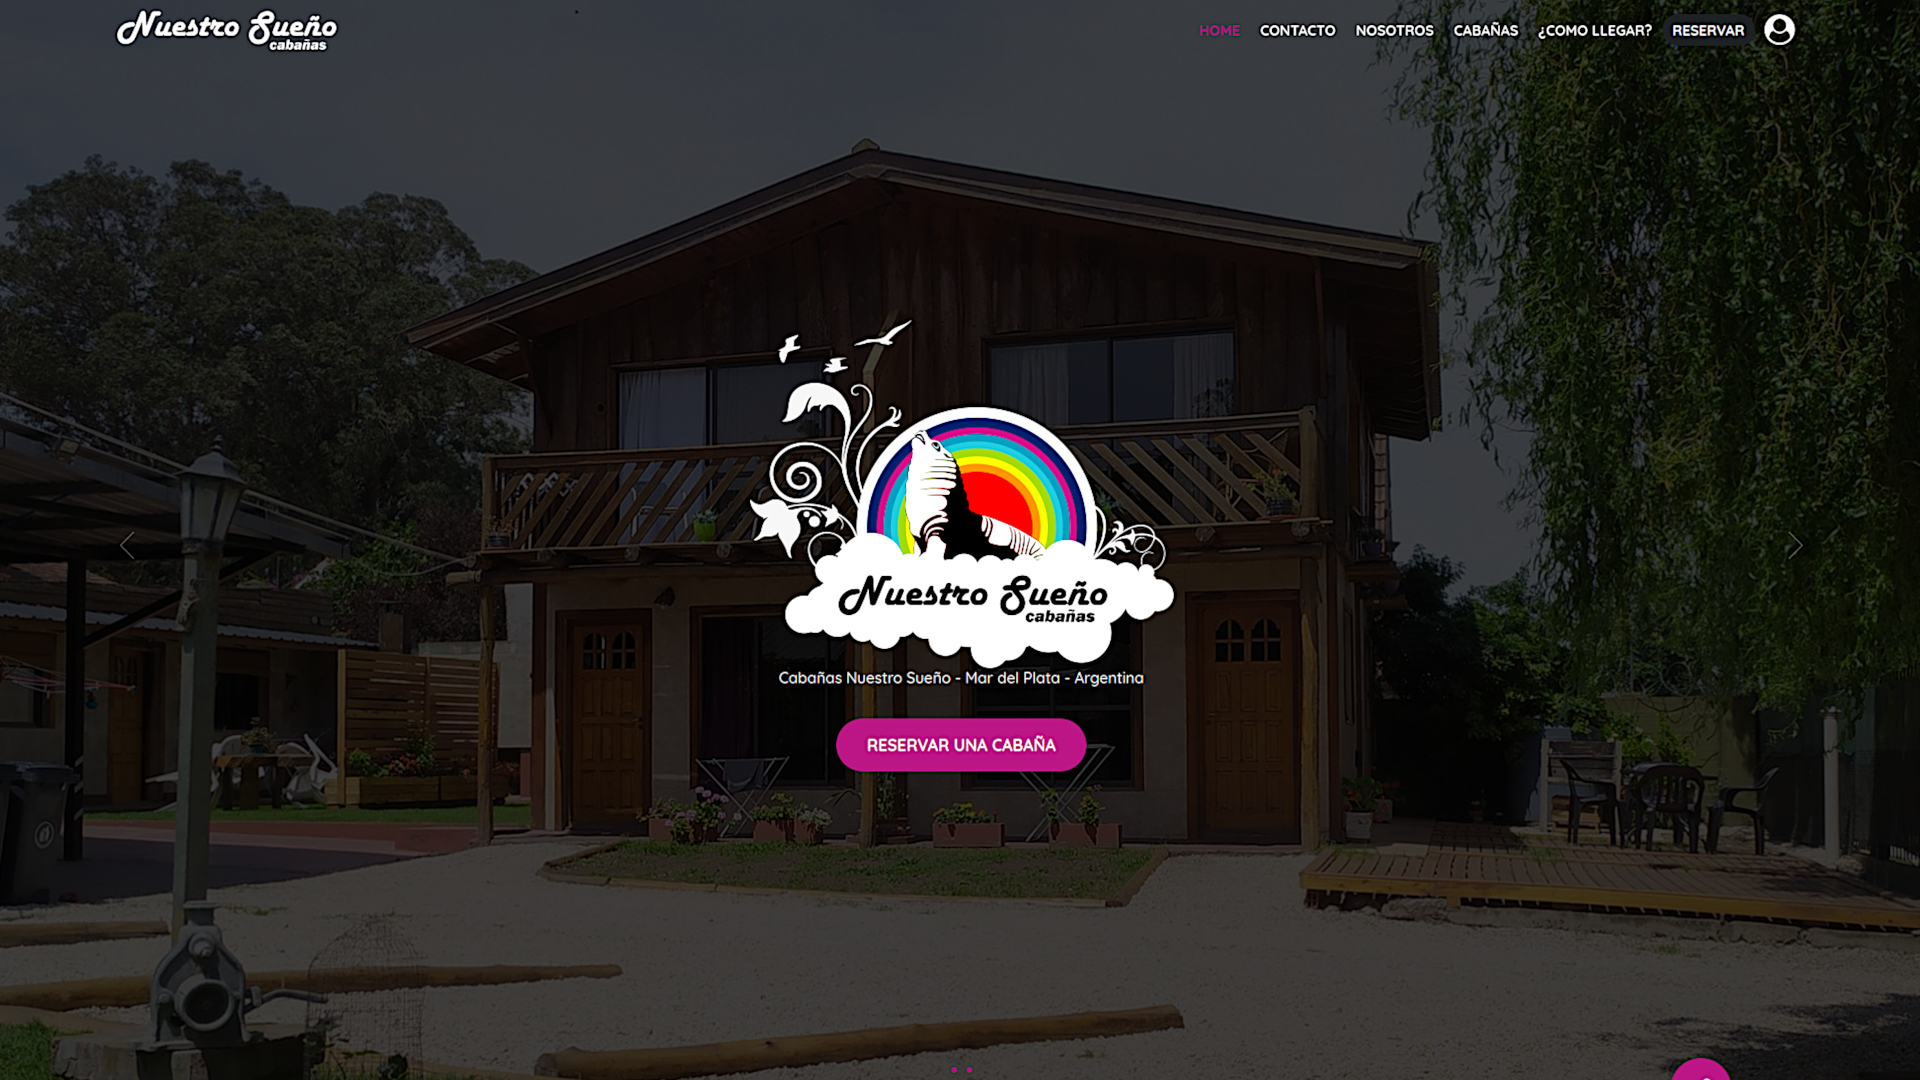 Nuestro Sueño
cabañas
HOME
CONTACTO
NOSOTROS
CABAÑAS
¿COMO LLEGAR?
RESERVAR
Nuestro Sueño
cabañas
Cabañas Nuestro Sueño - Mar del Plata - Argentina
RESERVAR UNA CABAÑA